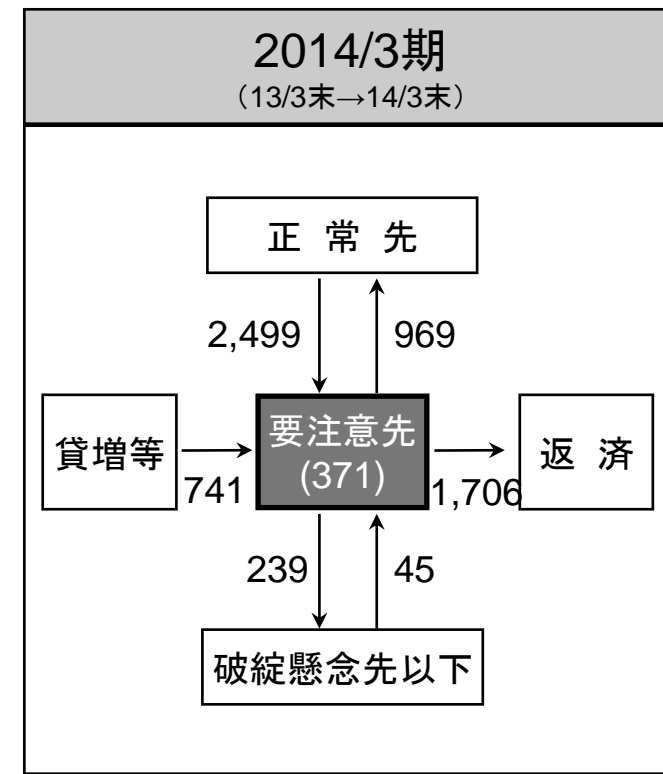 2014/3期
（13/3末→14/3末）
正 常 先
2,499
969
貸増等
741
要注意先
(371)
1,706
返 済
239
45
破綻懸念先以下